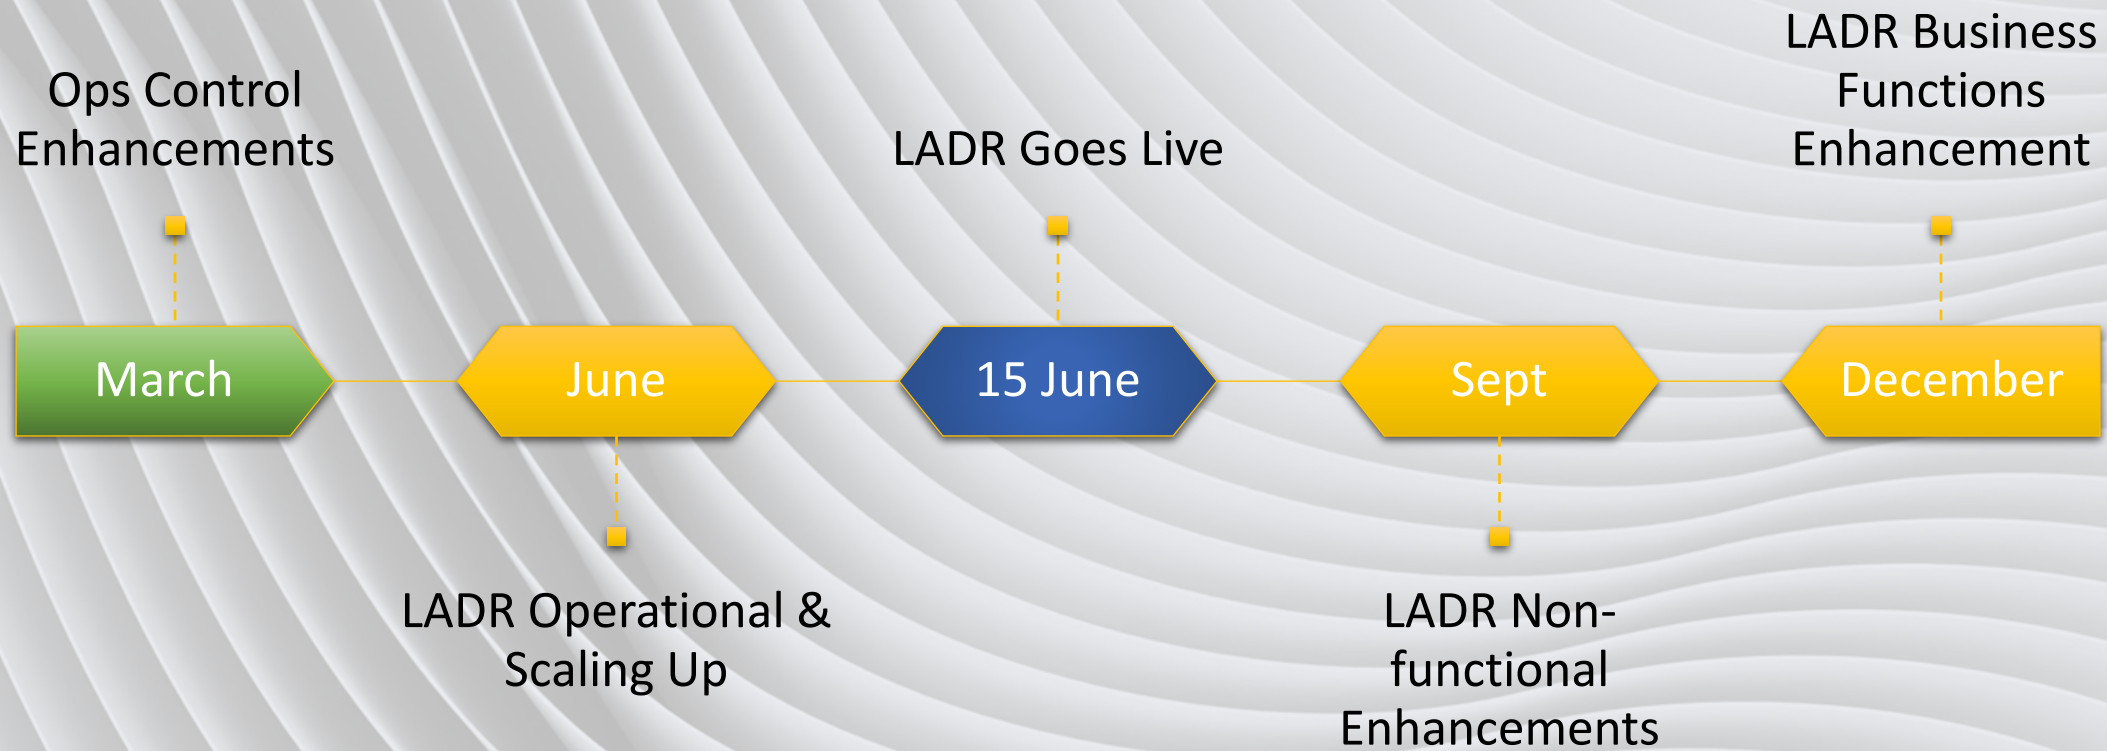 Ops Control
Enhancements
LADR Goes Live
LADR Business
Functions
Enhancement
March
June
15 June
Sept
December
LADR Operational &
Scaling Up
LADR Non-
functional
Enhancements